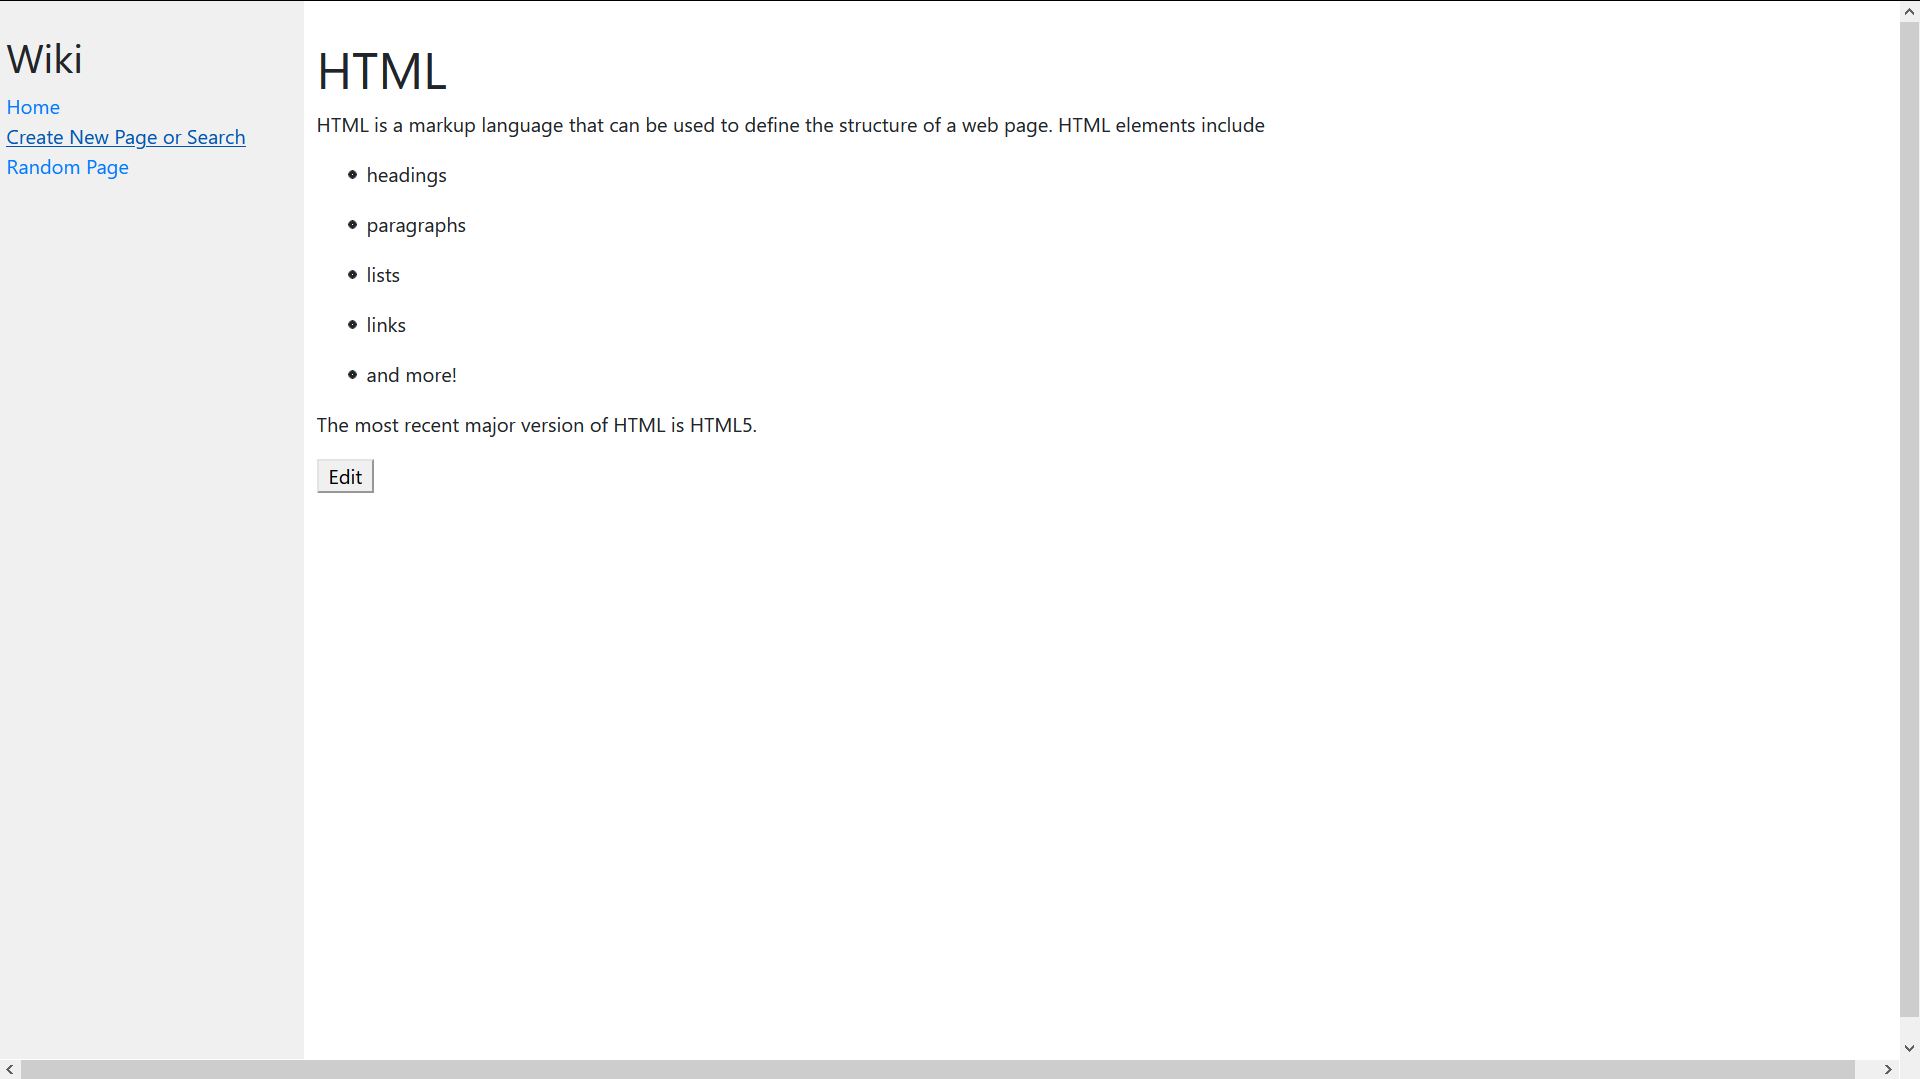 Wiki
Home
Create New Page or Search
Random Page
HTML
HTML is a markup language that can be used to define the structure of a web page. HTML elements include
headings
paragraphs
lists
links
and more!
The most recent major version of HTML is HTML5.
Edit